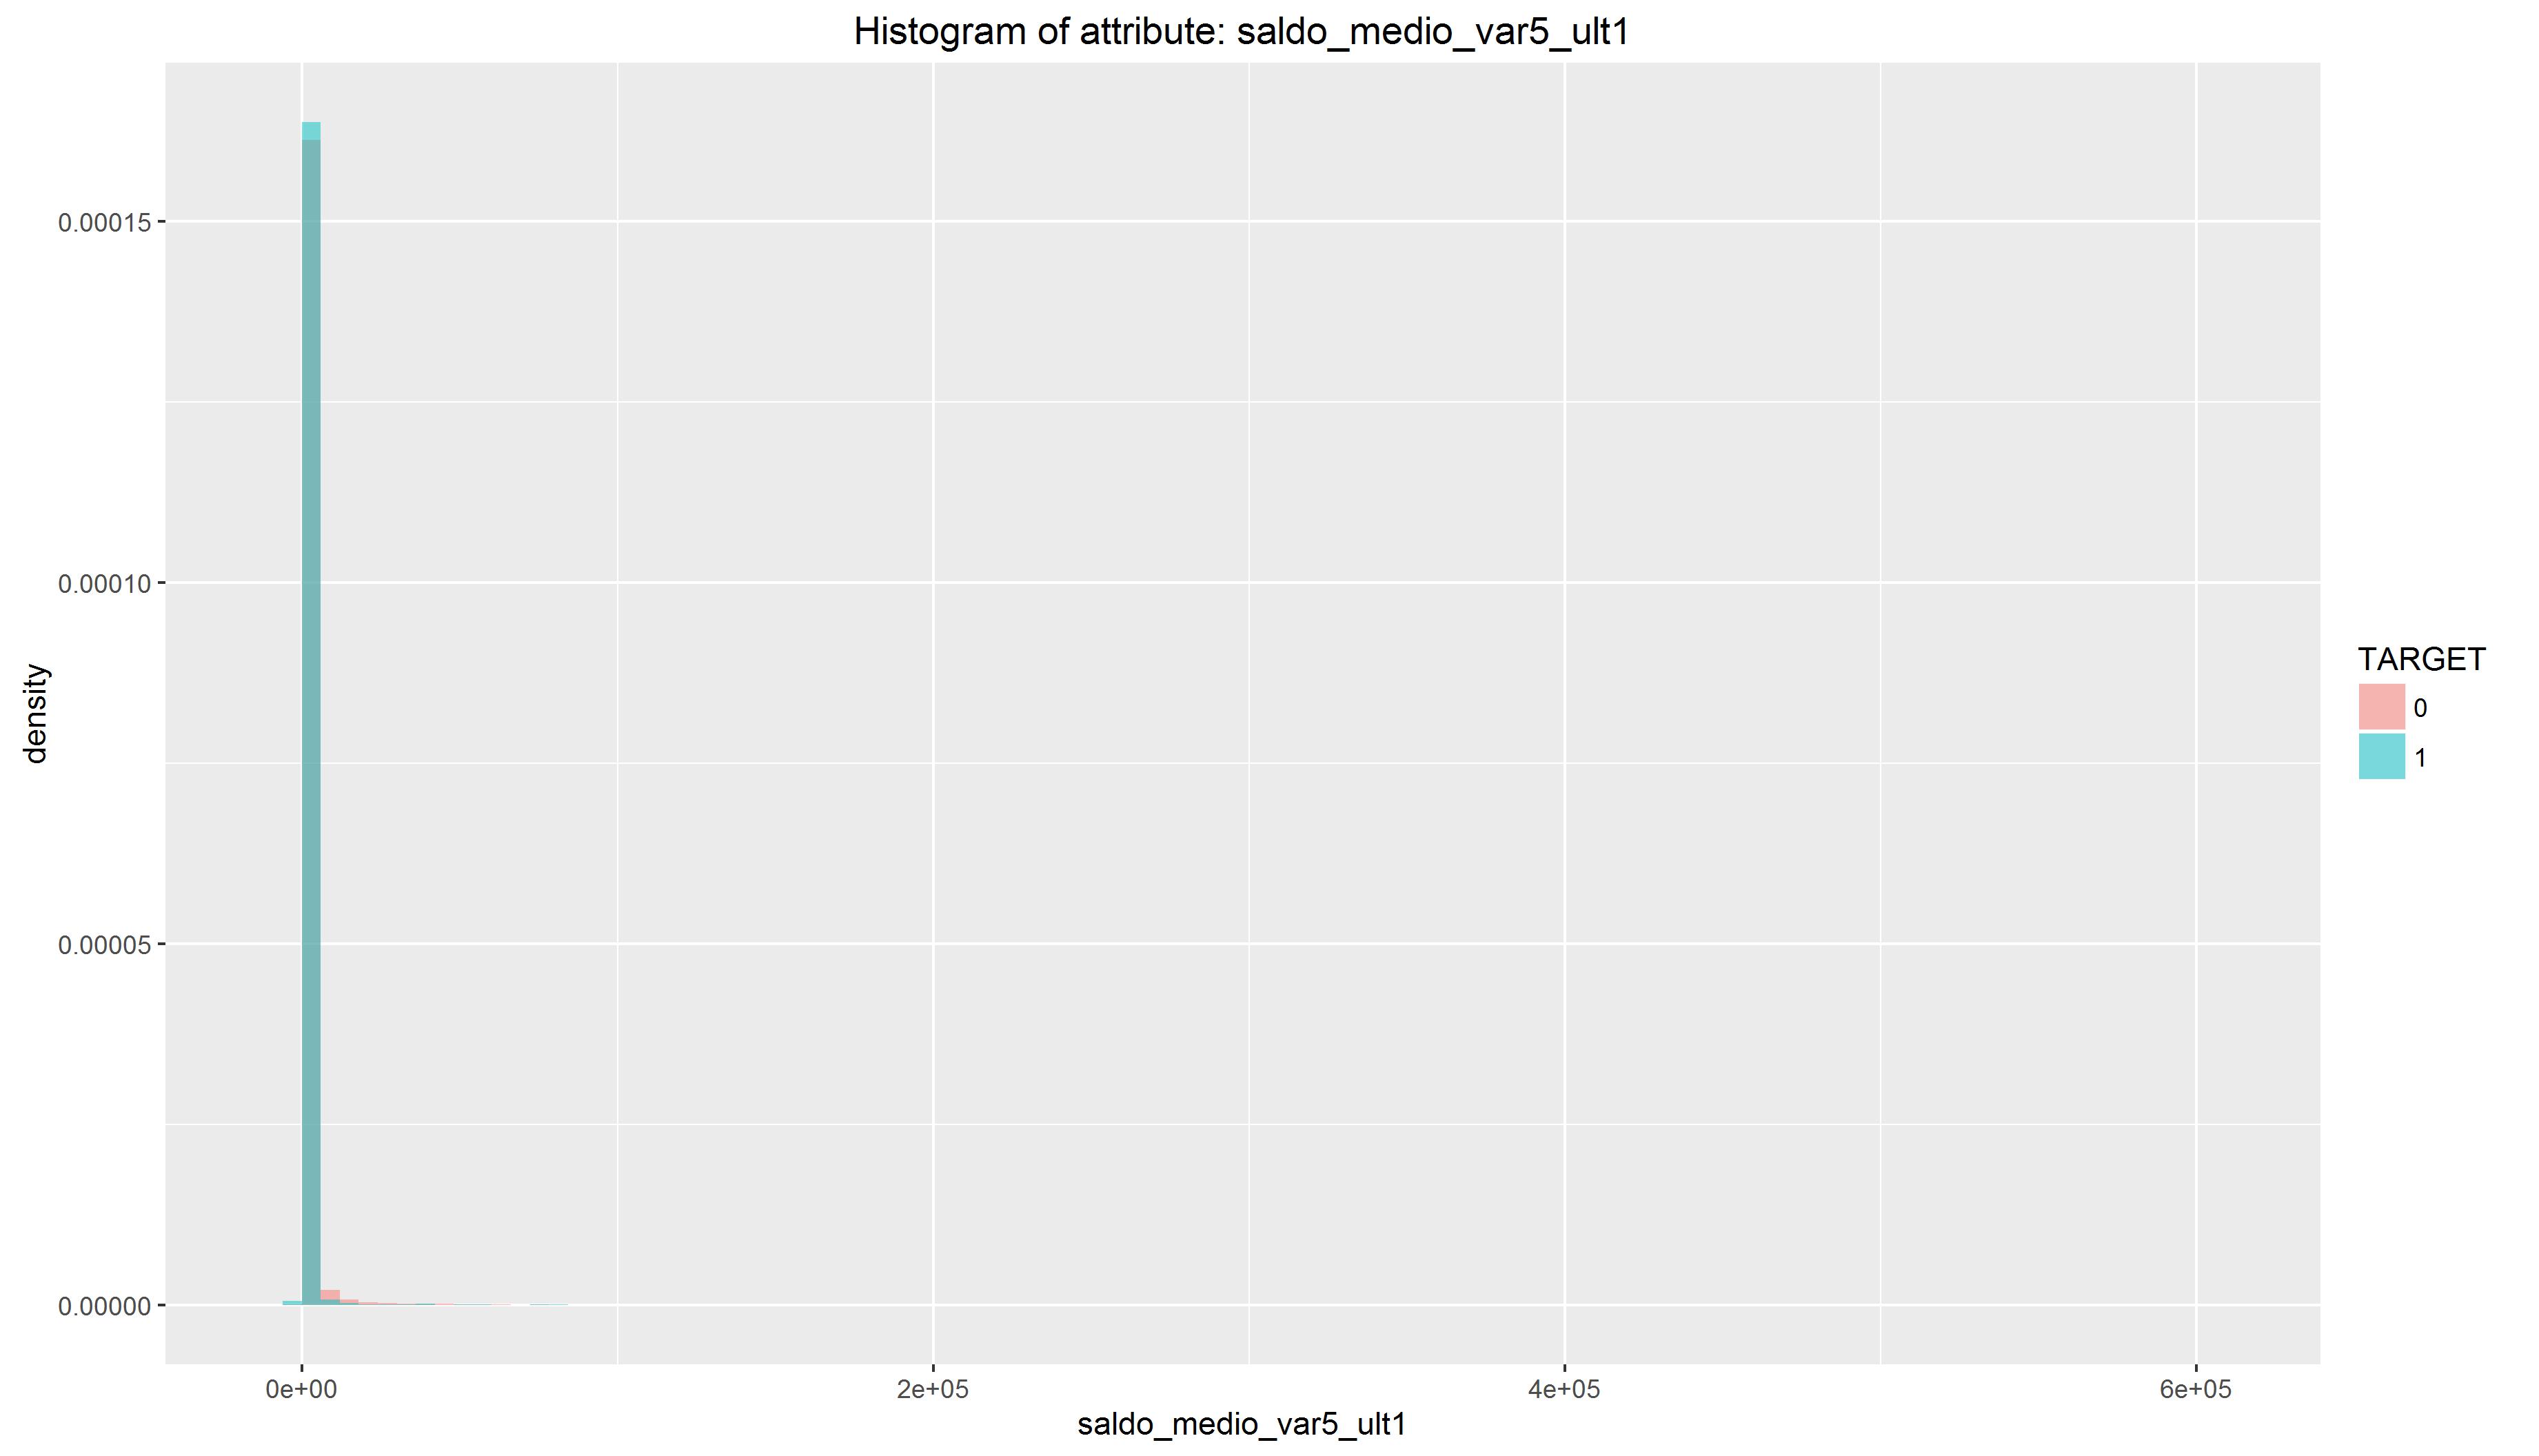 Histogram of attribute: saldo_medio_var5_ult1
0.00015
0.00010
0.00005
0.00000
density
0e+00 2e+05 4e+05 6e+05
saldo_medio_var5_ult1
TARGET
0
1